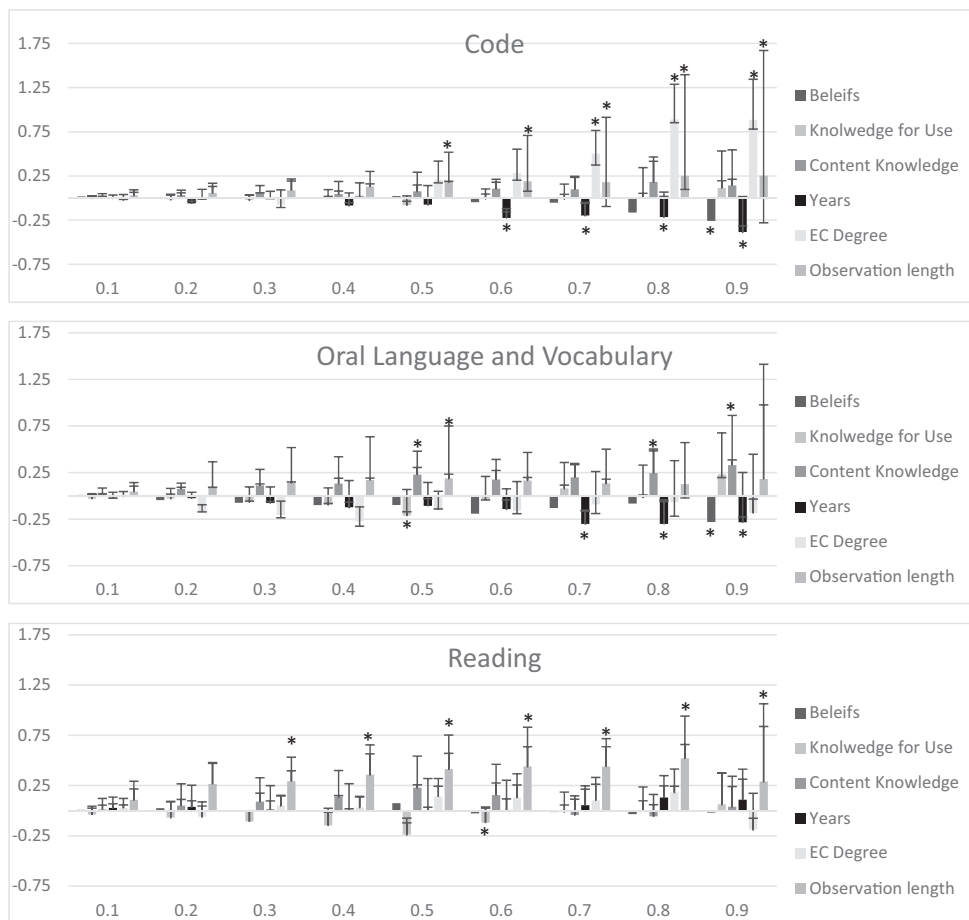 Code
1.75
1.25
0.75
0.25
-0.25
-0.75
* * * * * * * *
* * * * *
0.1 0.2 0.3 0.4 0.5 0.6 0.7 0.8 0.9
Beleifs
Knolwedge for Use
Content Knowledge
Years
EC Degree
Observation length
Oral Language and Vocabulary
1.75
1.25
0.75
0.25
-0.25
-0.75
* * * *
* * * * *
0.1 0.2 0.3 0.4 0.5 0.6 0.7 0.8 0.9
Beleifs
Knolwedge for Use
Content Knowledge
Years
EC Degree
Observation length
Reading
1.75
1.25
0.75
0.25
-0.25
-0.75
* * * * * * *
*
0.1 0.2 0.3 0.4 0.5 0.6 0.7 0.8 0.9
Beleifs
Knolwedge for Use
Content Knowledge
Years
EC Degree
Observation length